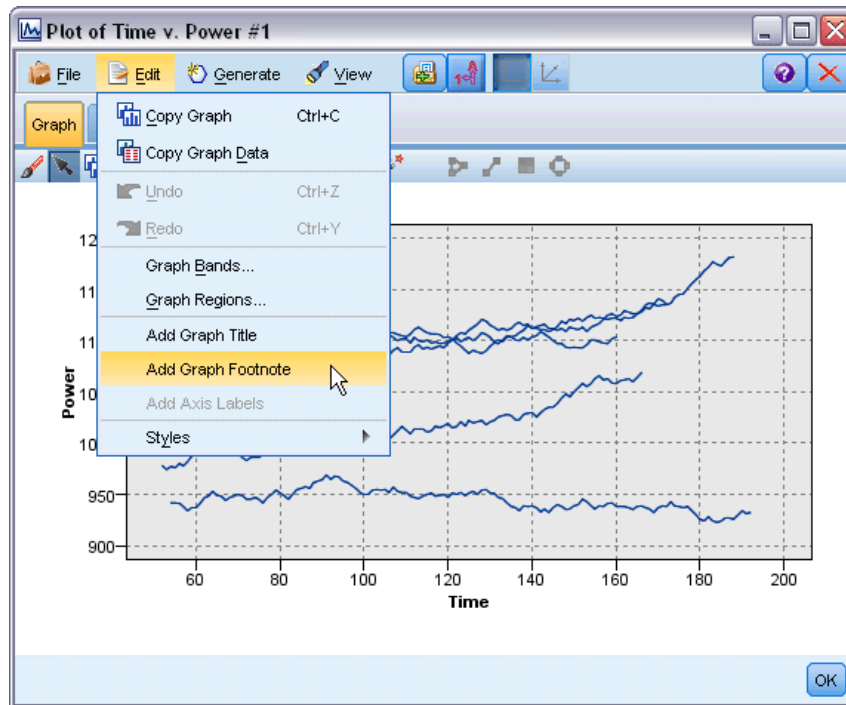 Plot of Time v. Power #1
File Edit Generate View
Graph
Copy Graph Ctrl+C
Copy Graph Data
Undo Ctrl+Z
Redo Ctrl+Y
Graph Bands...
Graph Regions...
Add Graph Title
Add Graph Footnote
Add Axis Labels
Styles
Power
12
11
11
10
10
950
900
60 80 100 120 140 160 180 200
Time
OK